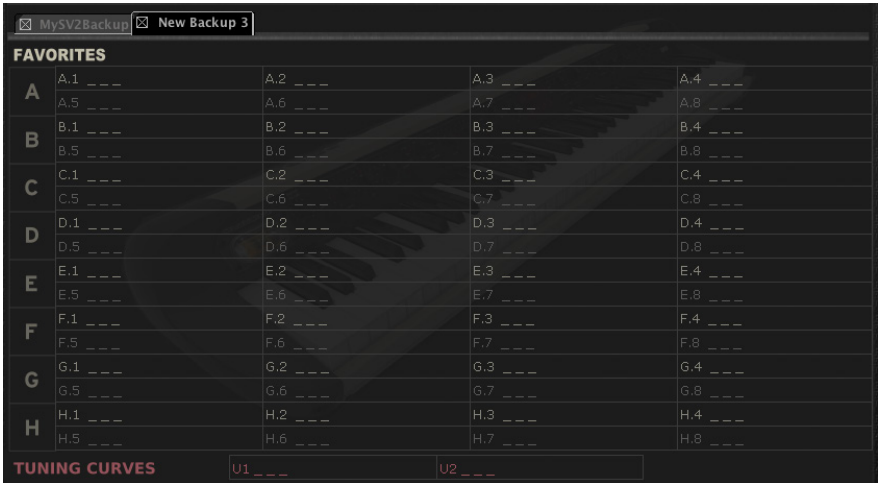 MySV2Backup New Backup 3
FAVORITES
A
A.1 _ _ _ A.2 _ _ _ A.3 _ _ _ A.4 _ _ _
A.5 _ _ _ A.6 _ _ _ A.7 _ _ _ A.8 _ _ _
B
B.1 _ _ _ B.2 _ _ _ B.3 _ _ _ B.4 _ _ _
B.5 _ _ _ B.6 _ _ _ B.7 _ _ _ B.8 _ _ _
C
C.1 _ _ _ C.2 _ _ _ C.3 _ _ _ C.4 _ _ _
C.5 _ _ _ C.6 _ _ _ C.7 _ _ _ C.8 _ _ _
D
D.1 _ _ _ D.2 _ _ _ D.3 _ _ _ D.4 _ _ _
D.5 _ _ _ D.6 _ _ _ D.7 _ _ _ D.8 _ _ _
E
E.1 _ _ _ E.2 _ _ _ E.3 _ _ _ E.4 _ _ _
E.5 _ _ _ E.6 _ _ _ E.7 _ _ _ E.8 _ _ _
F
F.1 _ _ _ F.2 _ _ _ F.3 _ _ _ F.4 _ _ _
F.5 _ _ _ F.6 _ _ _ F.7 _ _ _ F.8 _ _ _
G
G.1 _ _ _ G.2 _ _ _ G.3 _ _ _ G.4 _ _ _
G.5 _ _ _ G.6 _ _ _ G.7 _ _ _ G.8 _ _ _
H
H.1 _ _ _ H.2 _ _ _ H.3 _ _ _ H.4 _ _ _
H.5 _ _ _ H.6 _ _ _ H.7 _ _ _ H.8 _ _ _
TUNING CURVES U1 _ _ _ U2 _ _ _